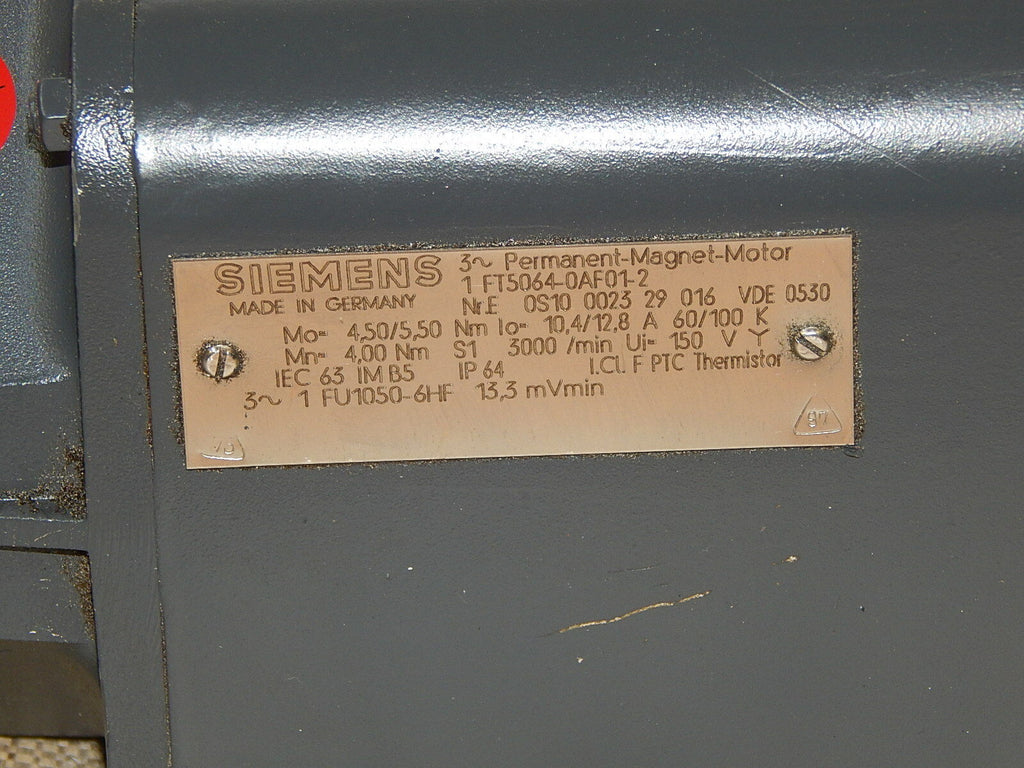 SIEMENS 3~ Permanent-Magnet-Motor
MADE IN GERMANY 1 FT5064-0AF01-2
Nr.E 0S10 0023 29 016 VDE 0530
Mo= 4,50/5,50 Nm Io= 10,4/12,8 A 60/100 K
Mn= 4,00 Nm S1 3000 /min Ui= 150 V Y
IEC 63 IM B5 IP 64 I.Cl. F PTC Thermistor
3~ 1 FU1050-6HF 13,3 mVmin
97